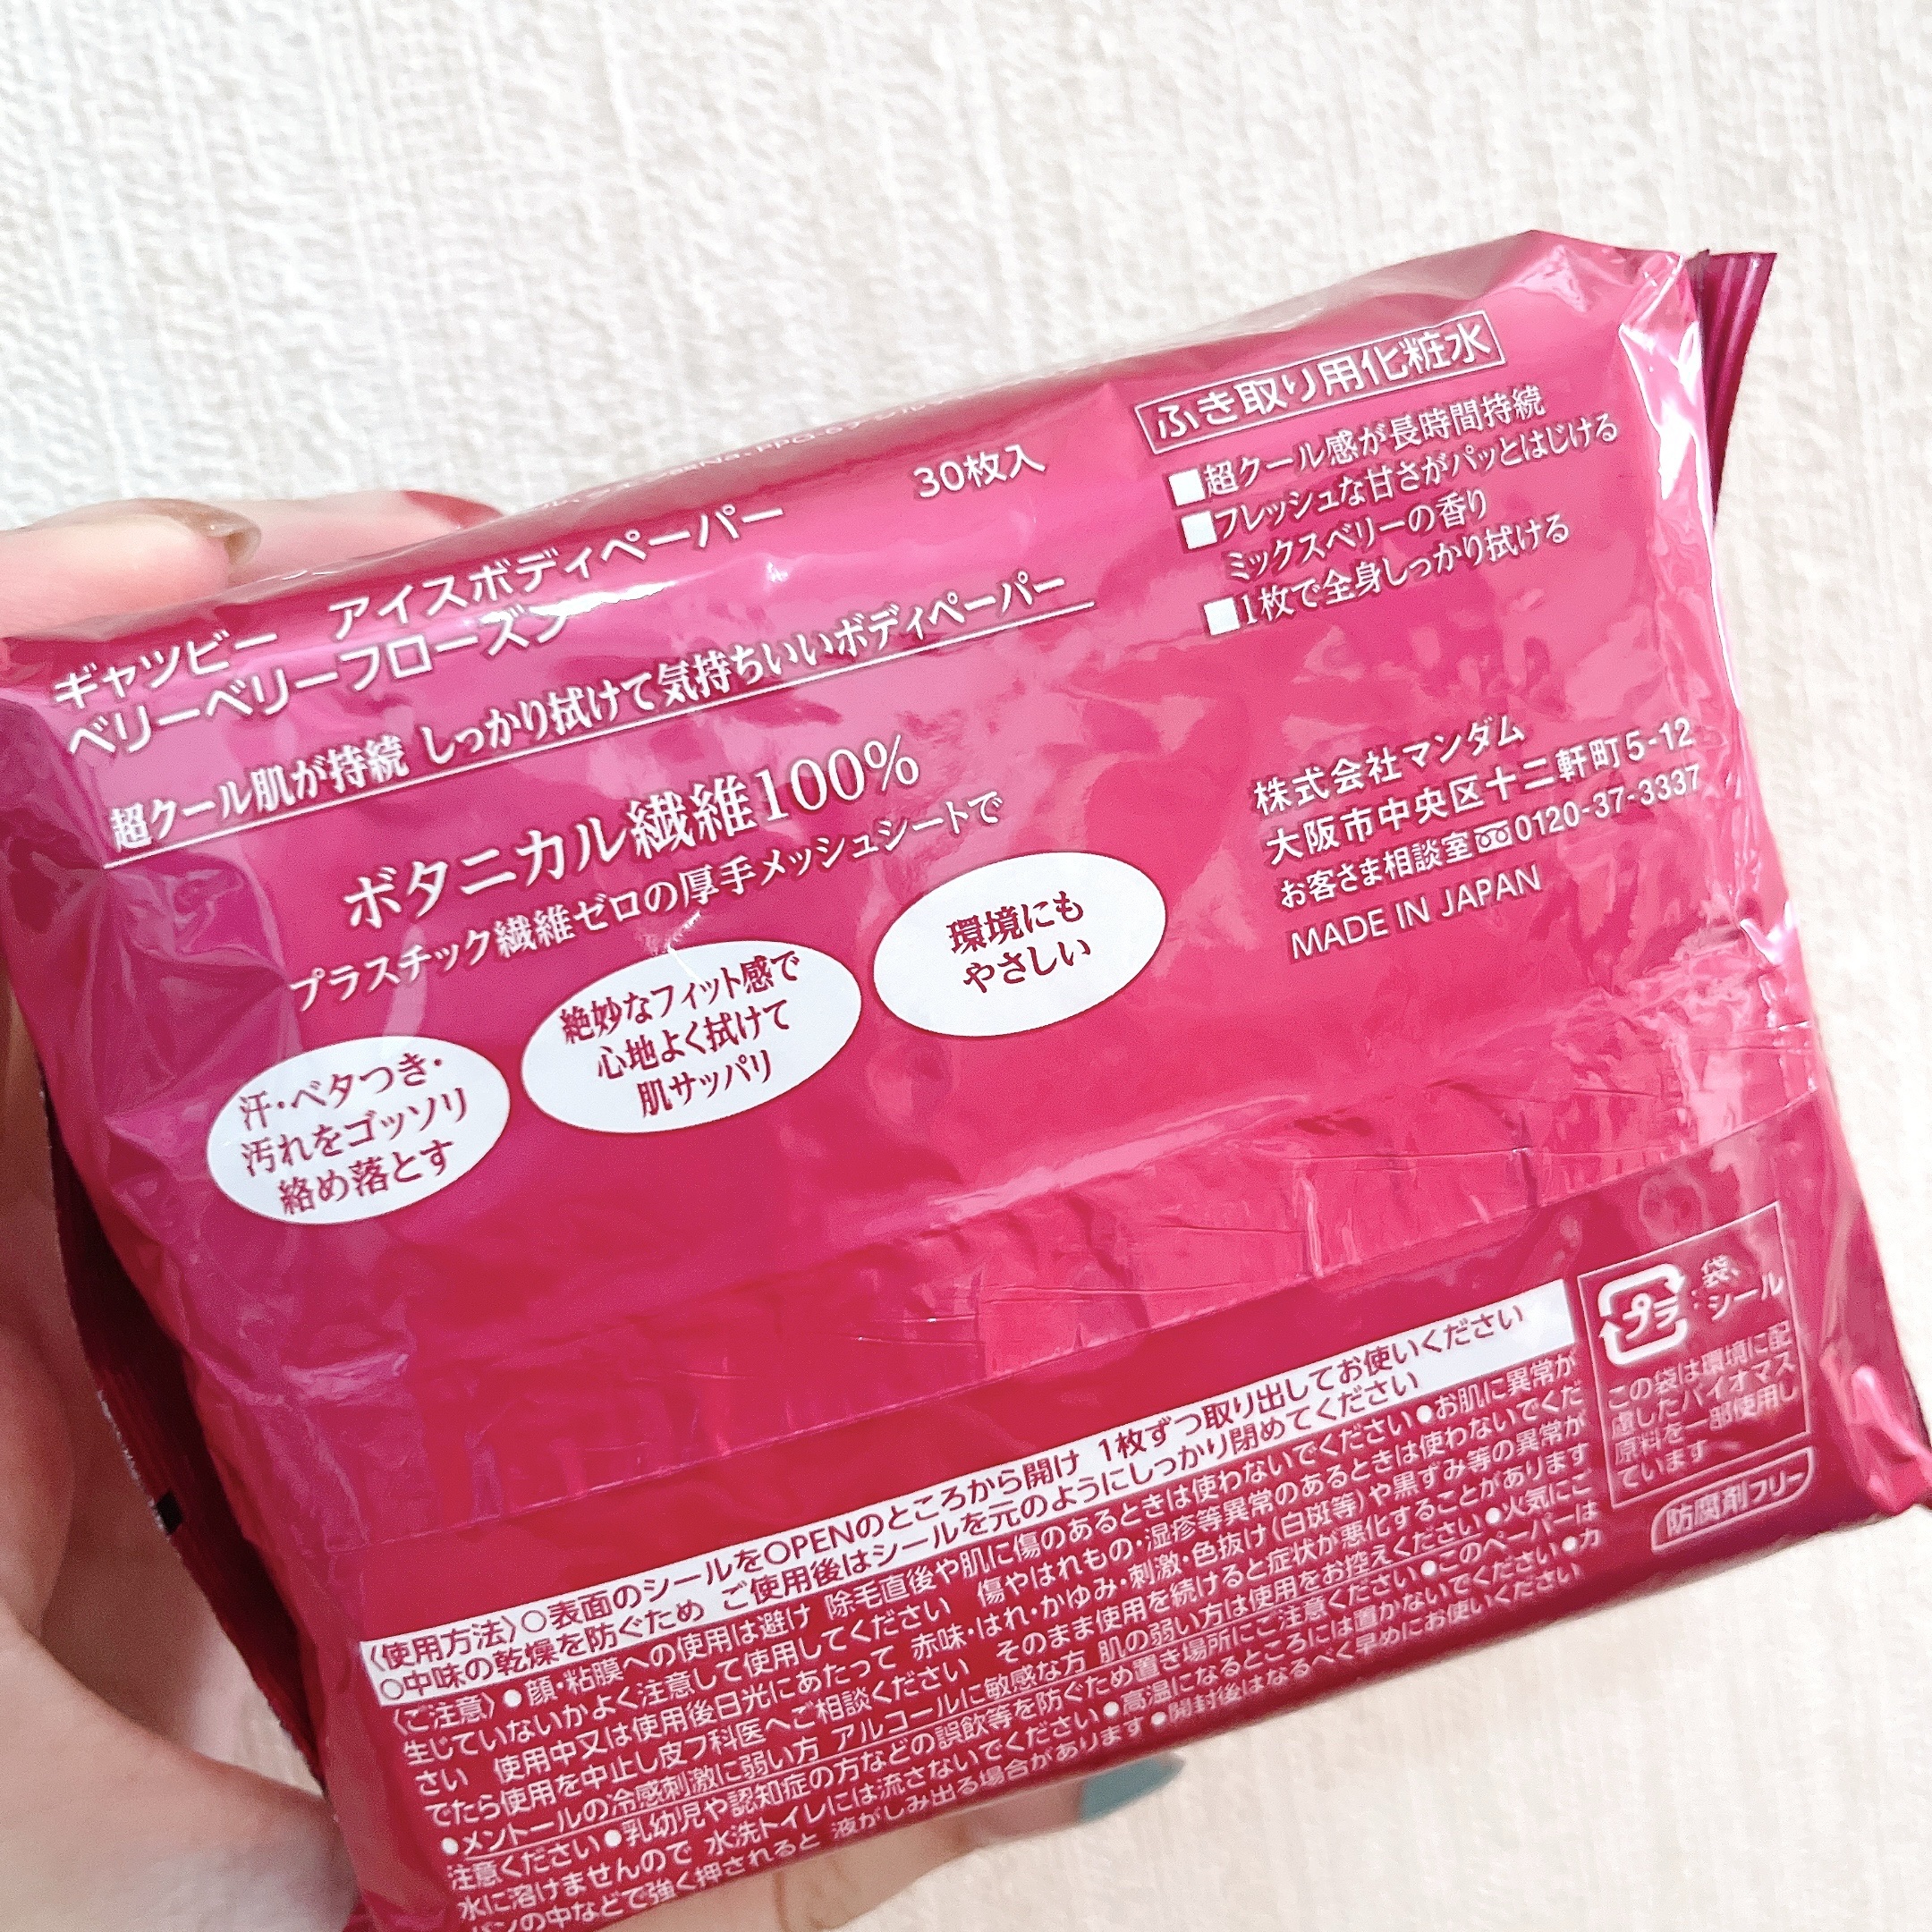 ギャツビー アイスボディペーパー 30枚入
ベリーベリーフローズン
超クール肌が持続 しっかり拭けて気持ちいいボディペーパー
ボタニカル繊維100%
プラスチック繊維ゼロの厚手メッシュシートで
汗・ベタつき・
汚れをゴッソリ
絡め落とす
絶妙なフィット感で
心地よく拭けて
肌サッパリ
環境にも
やさしい
ふき取り用化粧水
■超クール感が長時間持続
■フレッシュな甘さがパッとはじける
ミックスベリーの香り
■1枚で全身しっかり拭ける
株式会社マンダム
大阪市中央区十二軒町5-12
お客さま相談室 0120-37-3337
MADE IN JAPAN
〈使用方法〉○表面のシールをOPENのところから開け 1枚ずつ取り出してお使いください
○中味の乾燥を防ぐため ご使用後はシールを元のようにしっかり閉めてください
〈ご注意〉●顔・粘膜への使用は避け 除毛直後や肌に傷のあるときは使わないでください●お肌に異常が
生じていないかよく注意して使用してください 傷やはれもの・湿疹等異常のあるときは使わないでくだ
さい 使用中又は使用後日光にあたって 赤味・はれ・かゆみ・刺激・色抜け(白斑等)や黒ずみ等の異常が
でたら使用を中止し皮フ科医へご相談ください そのまま使用を続けると症状が悪化することがあります
●メントールの冷感刺激に弱い方 アルコールに敏感な方 肌の弱い方は使用をお控えください●火気にご
注意ください●乳幼児や認知症の方などの誤飲等を防ぐため置き場所にご注意ください●このペーパーは
水に溶けませんので 水洗トイレには流さないでください●高温になるところには置かないでください●カ
バンの中などで強く押されると 液がしみ出る場合があります●開封後はなるべく早めにお使いください
プラ
:袋、
シール
この袋は環境に配
慮したバイオマス
原料を一部使用し
ています
防腐剤フリー